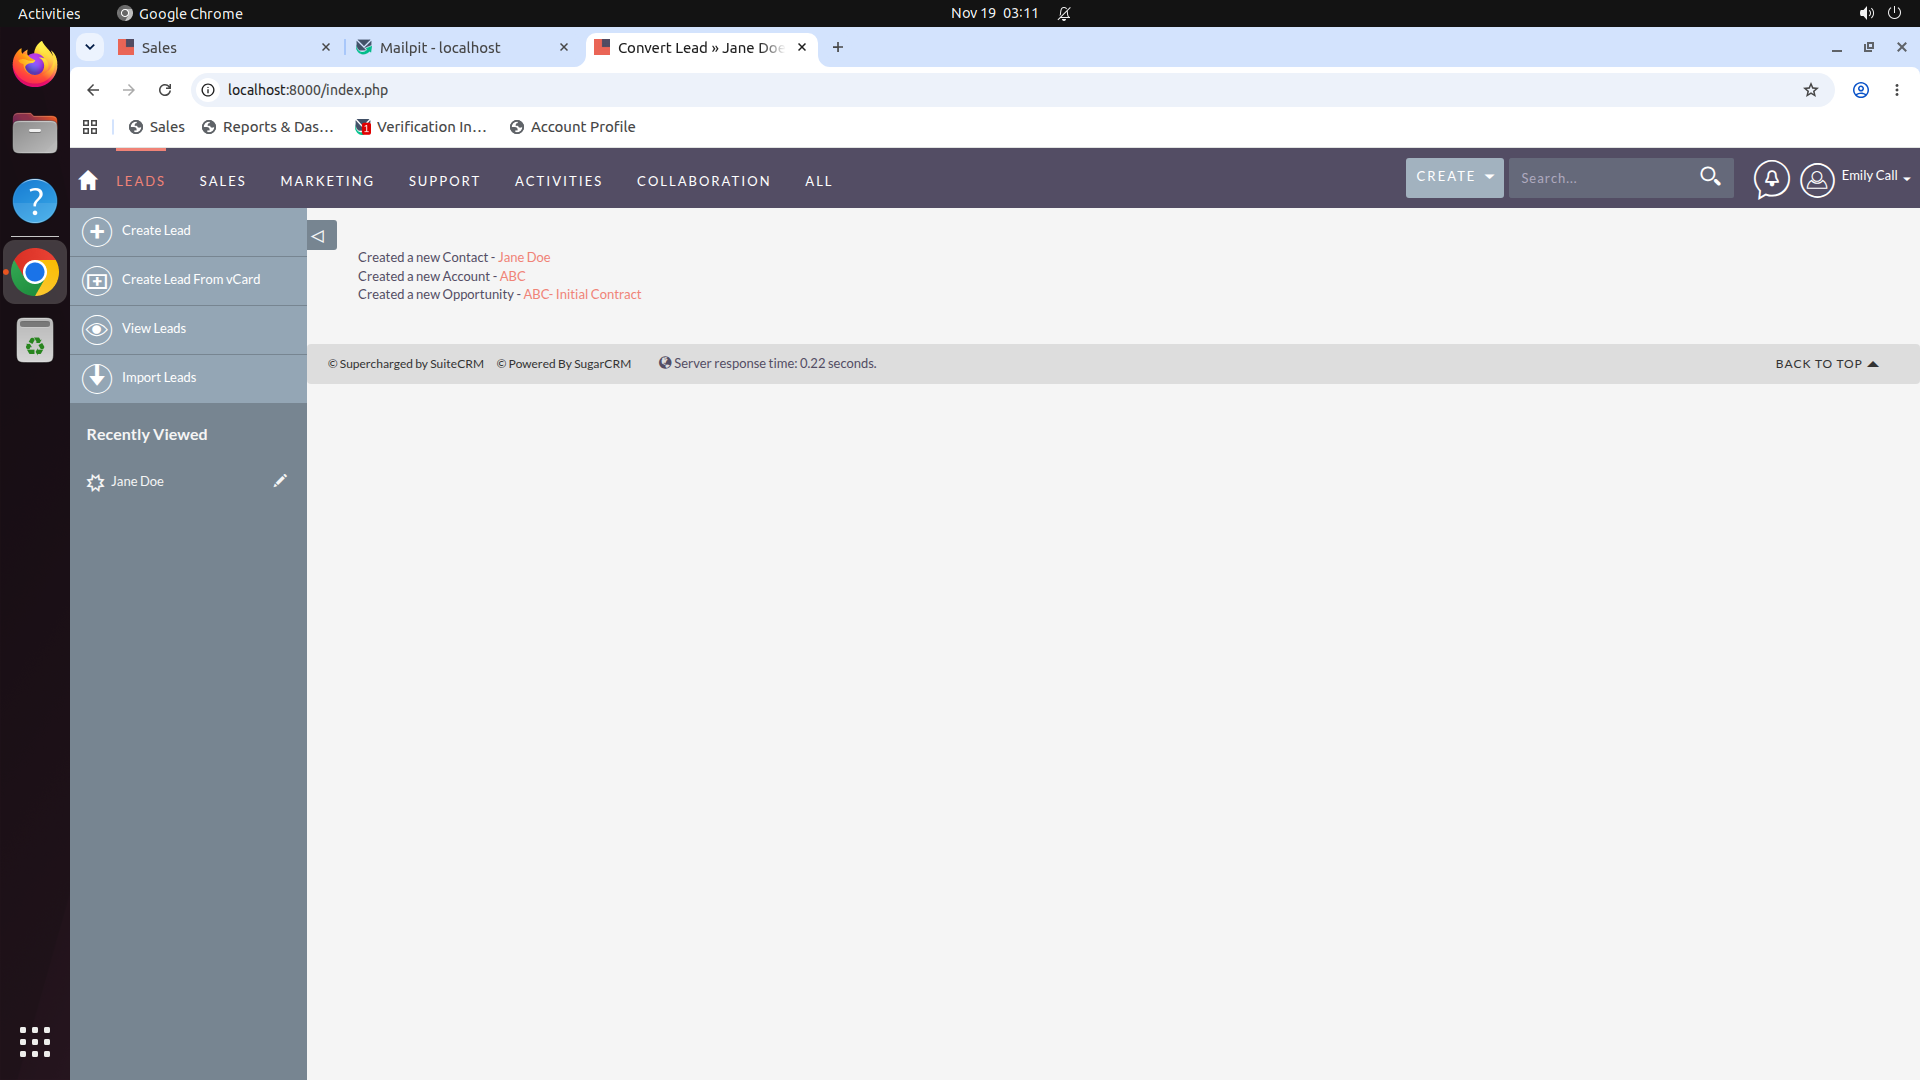 Activities
Google Chrome
Nov 19 03:11
Sales
Mailpit - localhost
Convert Lead » Jane Doe
localhost:8000/index.php
Sales
Reports & Das...
1
Verification In...
Account Profile
LEADS
SALES
MARKETING
SUPPORT
ACTIVITIES
COLLABORATION
ALL
CREATE
Search...
Emily Call
Create Lead
Create Lead From vCard
View Leads
Import Leads
Recently Viewed
Jane Doe
Created a new Contact - Jane Doe
Created a new Account - ABC
Created a new Opportunity - ABC- Initial Contract
© Supercharged by SuiteCRM
© Powered By SugarCRM
Server response time: 0.22 seconds.
BACK TO TOP